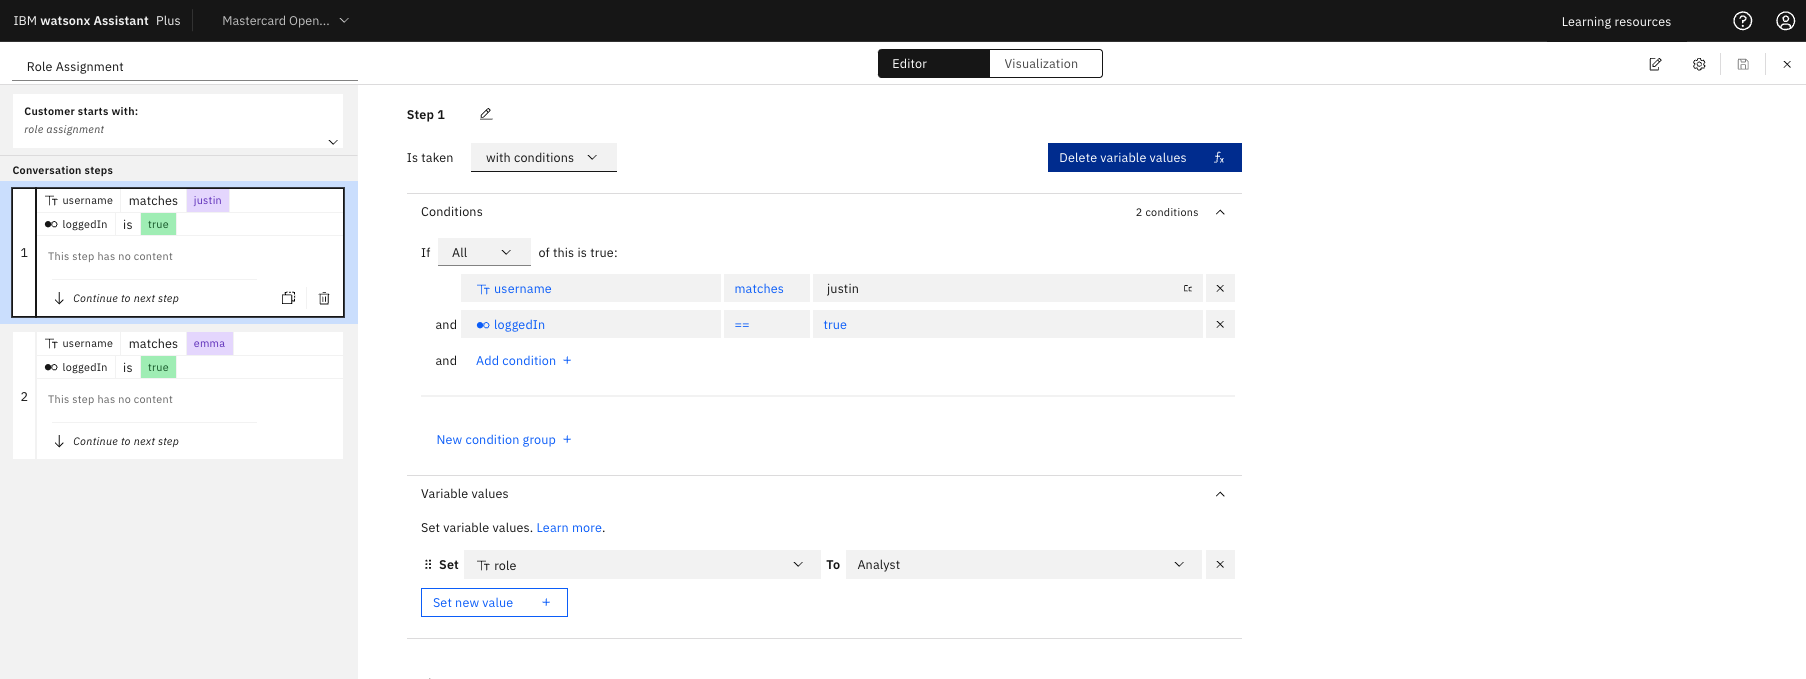 IBM watsonx Assistant Plus
Mastercard Open...
Learning resources
Role Assignment
Editor
Visualization
Customer starts with:
role assignment
Conversation steps
1
username matches justin
loggedIn is true
This step has no content
Continue to next step
2
username matches emma
loggedIn is true
This step has no content
Continue to next step
Step 1
Is taken with conditions
Delete variable values fx
Conditions
2 conditions
If All of this is true:
Tт username matches justin Cc
and loggedIn == true
and Add condition +
New condition group +
Variable values
Set variable values. Learn more.
Set Tт role To Analyst
Set new value +